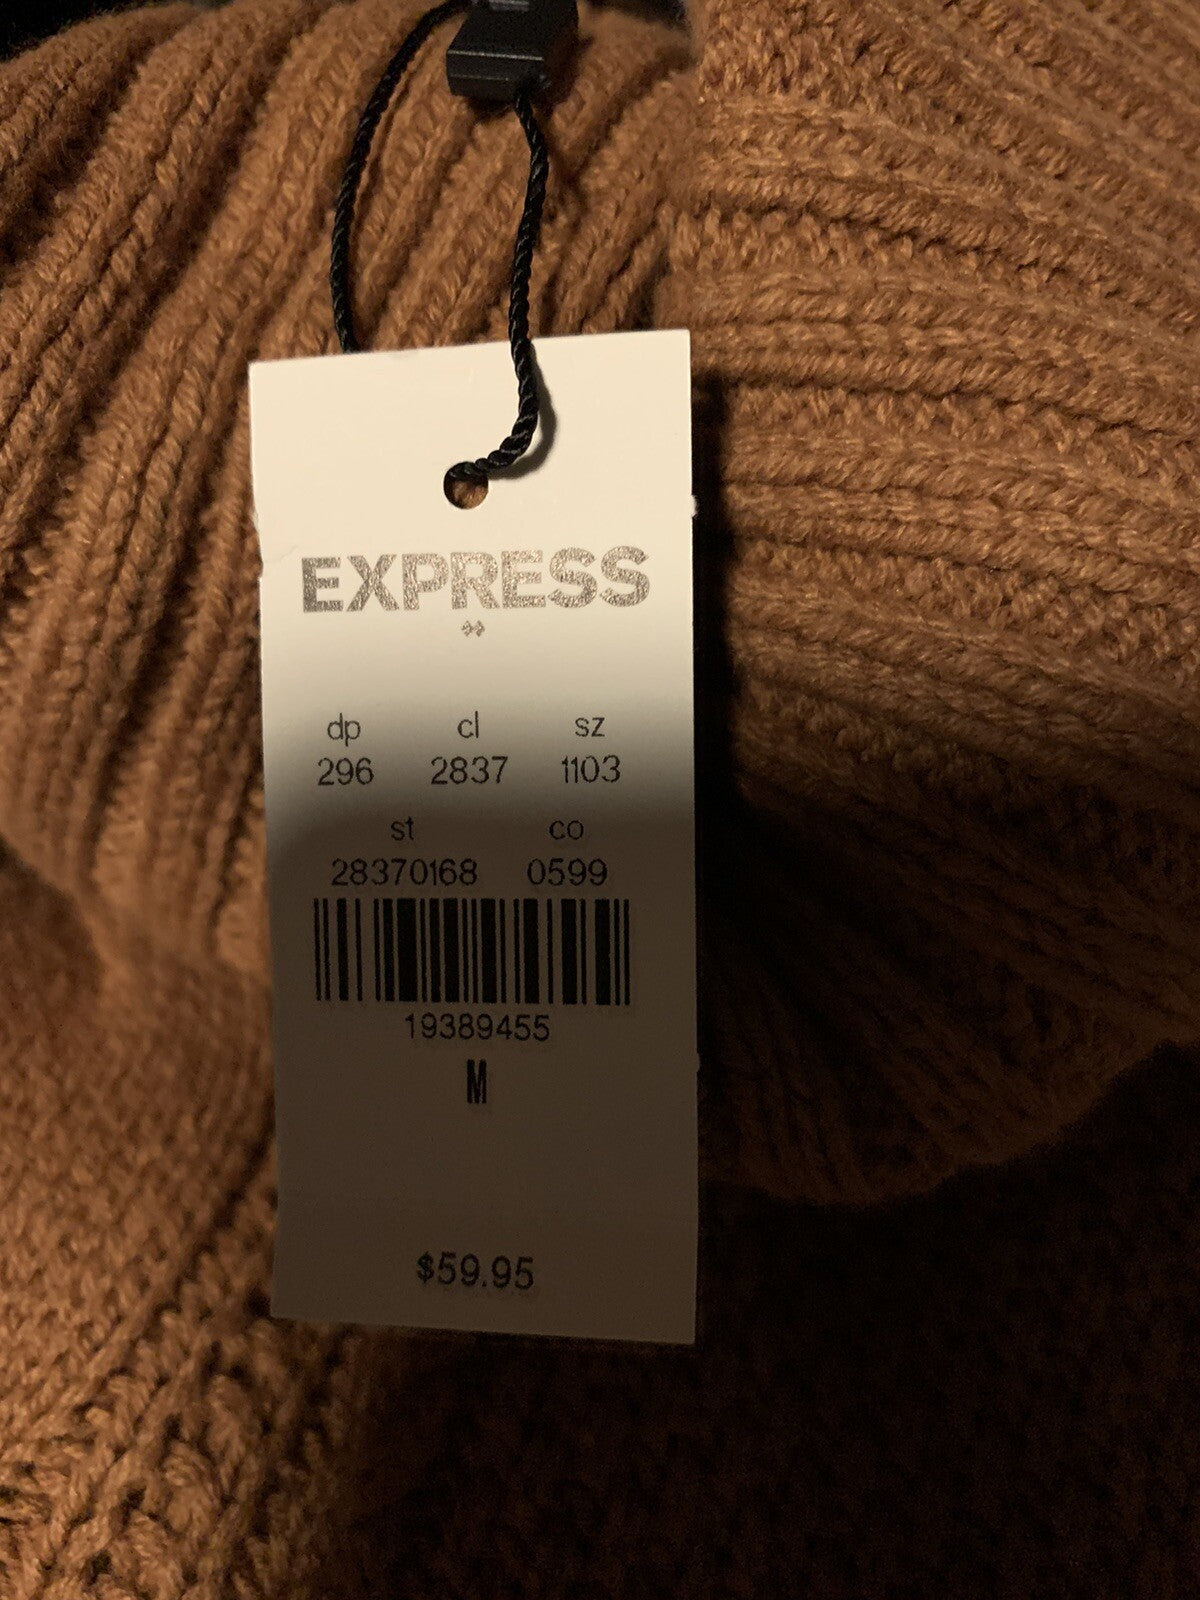 EXPRESS
dp cl sz
296 2837 1103
st co
28370168 0599
19389455
M
$59.95